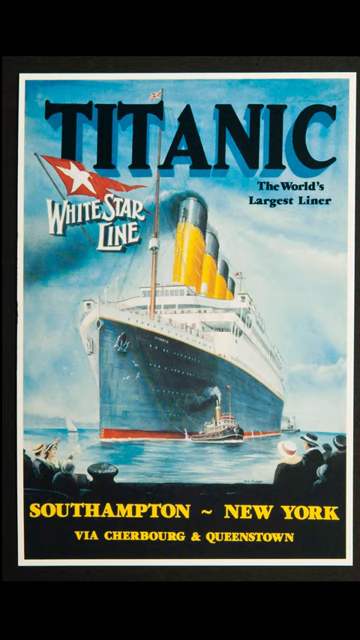 TITANIC
The World's
Largest Liner
WHITE STAR
LINE
SOUTHAMPTON ~ NEW YORK
VIA CHERBOURG & QUEENSTOWN